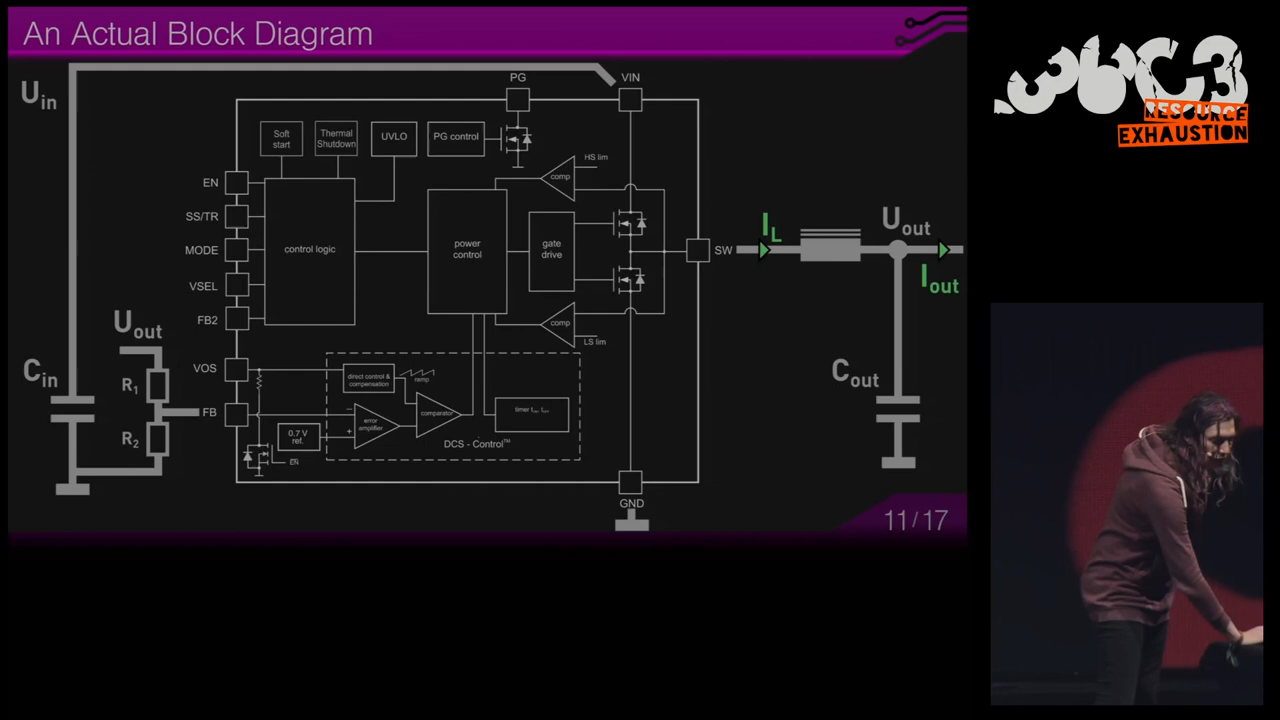 An Actual Block Diagram
36C3
RESOURCE
EXHAUSTION
Uin
PG
VIN
Soft
start
Thermal
Shutdown
UVLO
PG control
HS lim
comp
EN
SS/TR
MODE
VSEL
FB2
control logic
power
control
gate
drive
SW
IL
Uout
Iout
comp
LS lim
Uout
Cin
R1
R2
VOS
FB
direct control &
compensation
ramp
error
amplifier
comparator
timer
0.7 V
ref.
DCS - Control™
EN
Cout
GND
11/17